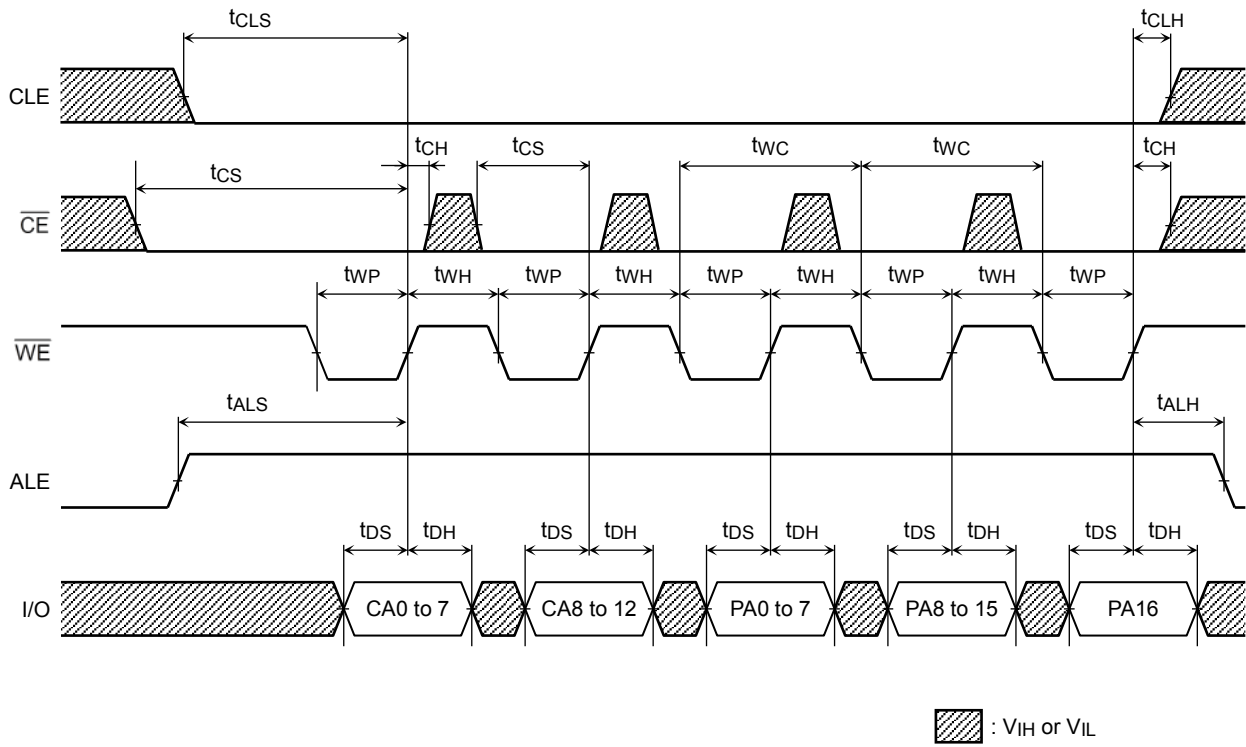 tCLS tCLH
CLE
tCH tCS tWC tWC tCH
tCS
CE
tWP tWH tWP tWH tWP tWH tWP tWH tWP
WE
tALS tALH
ALE
tDS tDH tDS tDH tDS tDH tDS tDH tDS tDH
I/O CA0 to 7 CA8 to 12 PA0 to 7 PA8 to 15 PA16
: VIH or VIL